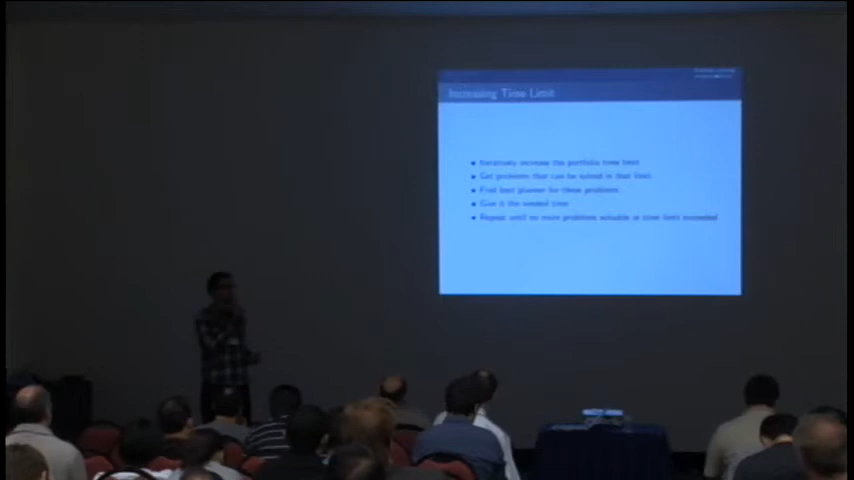 Increasing Time Limit
Iteratively increase the portfolio time limit
Get problems that can be solved in that limit
Find best planner for these problems
Give it the needed time
Repeat until no more problems solvable or time limit exceeded